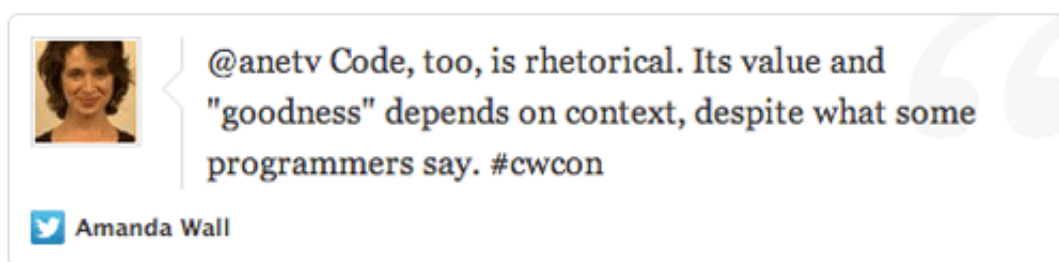 @anetv Code, too, is rhetorical. Its value and
"goodness" depends on context, despite what some
programmers say. #cwcon
Amanda Wall